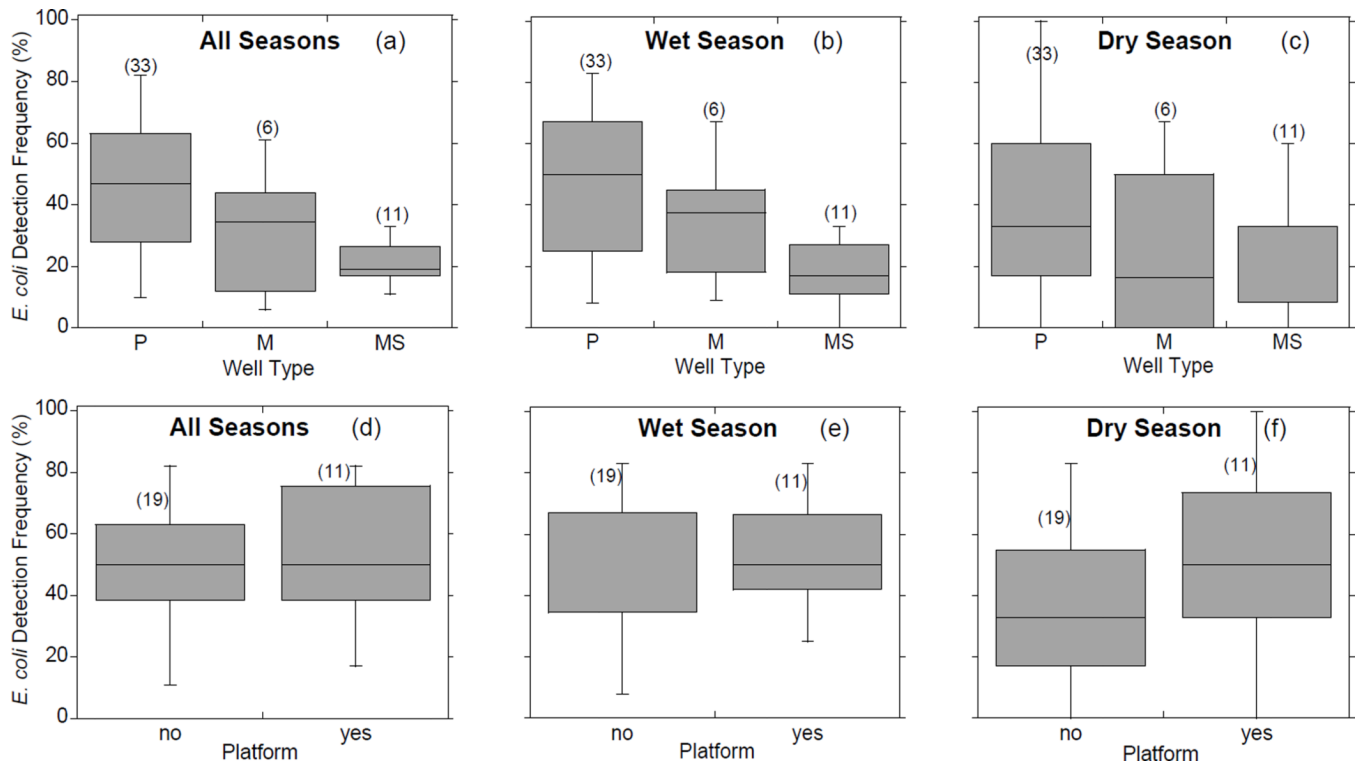 All Seasons (a)
E. coli Detection Frequency (%)
100
80
60
40
20
0
(33)
(6)
(11)
P M MS
Well Type
Wet Season (b)
(33)
(6)
(11)
P M MS
Well Type
Dry Season (c)
(33)
(6)
(11)
P M MS
Well Type
All Seasons (d)
E. coli Detection Frequency (%)
100
80
60
40
20
0
(19)
(11)
no yes
Platform
Wet Season (e)
(19)
(11)
no yes
Platform
Dry Season (f)
(19)
(11)
no yes
Platform